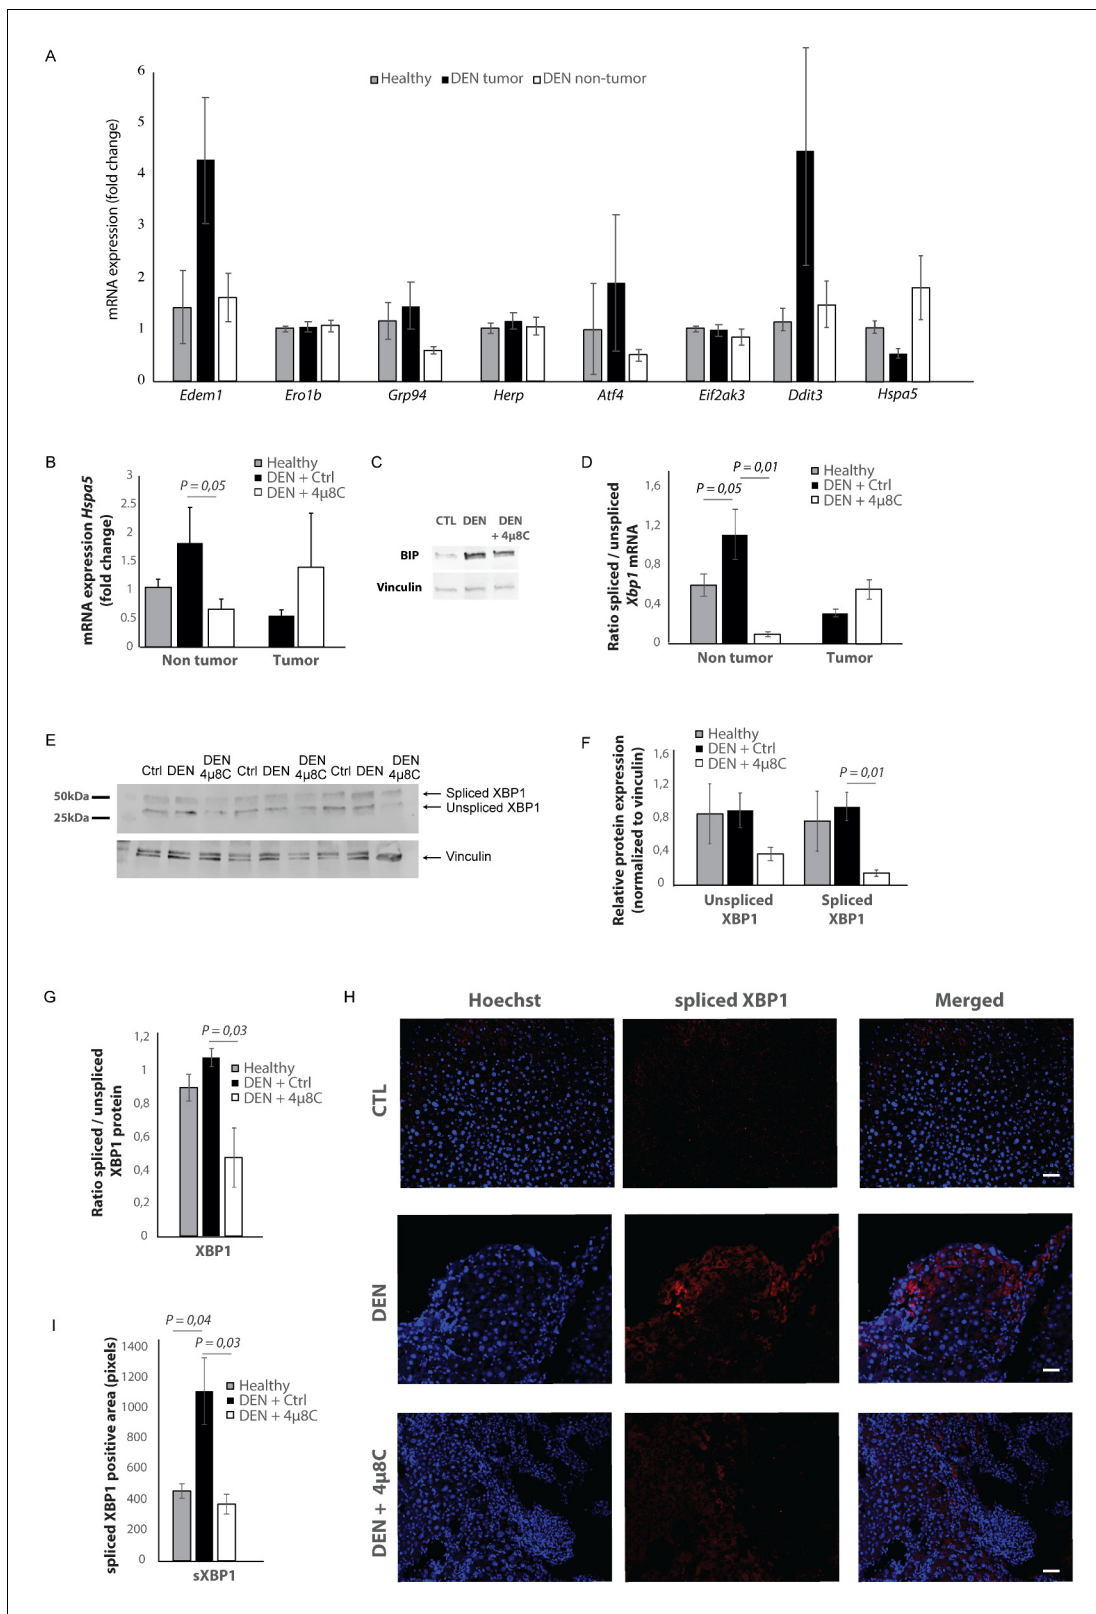 A
Healthy DEN tumor DEN non-tumor
mRNA expression (fold change)
6
5
4
3
2
1
0
Edem1 Ero1b Grp94 Herp Atf4 Eif2ak3 Ddit3 Hspa5
B
Healthy
DEN + Ctrl
DEN + 4µ8C
P = 0,05
mRNA expression Hspa5
(fold change)
3
2.5
2
1.5
1
0.5
0
Non tumor Tumor
C
CTL DEN DEN
+ 4µ8C
BIP
Vinculin
D
P = 0,01
P = 0,05
Healthy
DEN + Ctrl
DEN + 4µ8C
Ratio spliced / unspliced
Xbp1 mRNA
1,6
1,2
0,8
0,4
0
Non tumor Tumor
E
Ctrl DEN DEN 4µ8C Ctrl DEN DEN 4µ8C Ctrl DEN DEN 4µ8C
50kDa
25kDa
Spliced XBP1
Unspliced XBP1
Vinculin
F
Healthy
DEN + Ctrl
DEN + 4µ8C
P = 0,01
Relative protein expression
(normalized to vinculin)
1,6
1,2
0,8
0,4
0
Unspliced
XBP1
Spliced
XBP1
G
P = 0,03
Healthy
DEN + Ctrl
DEN + 4µ8C
Ratio spliced / unspliced
XBP1 protein
1,2
1
0,8
0,6
0,4
0,2
0
XBP1
H
Hoechst spliced XBP1 Merged
CTL
DEN
DEN + 4µ8C
I
P = 0,04
P = 0,03
Healthy
DEN + Ctrl
DEN + 4µ8C
spliced XBP1 positive area (pixels)
1400
1200
1000
800
600
400
200
0
sXBP1